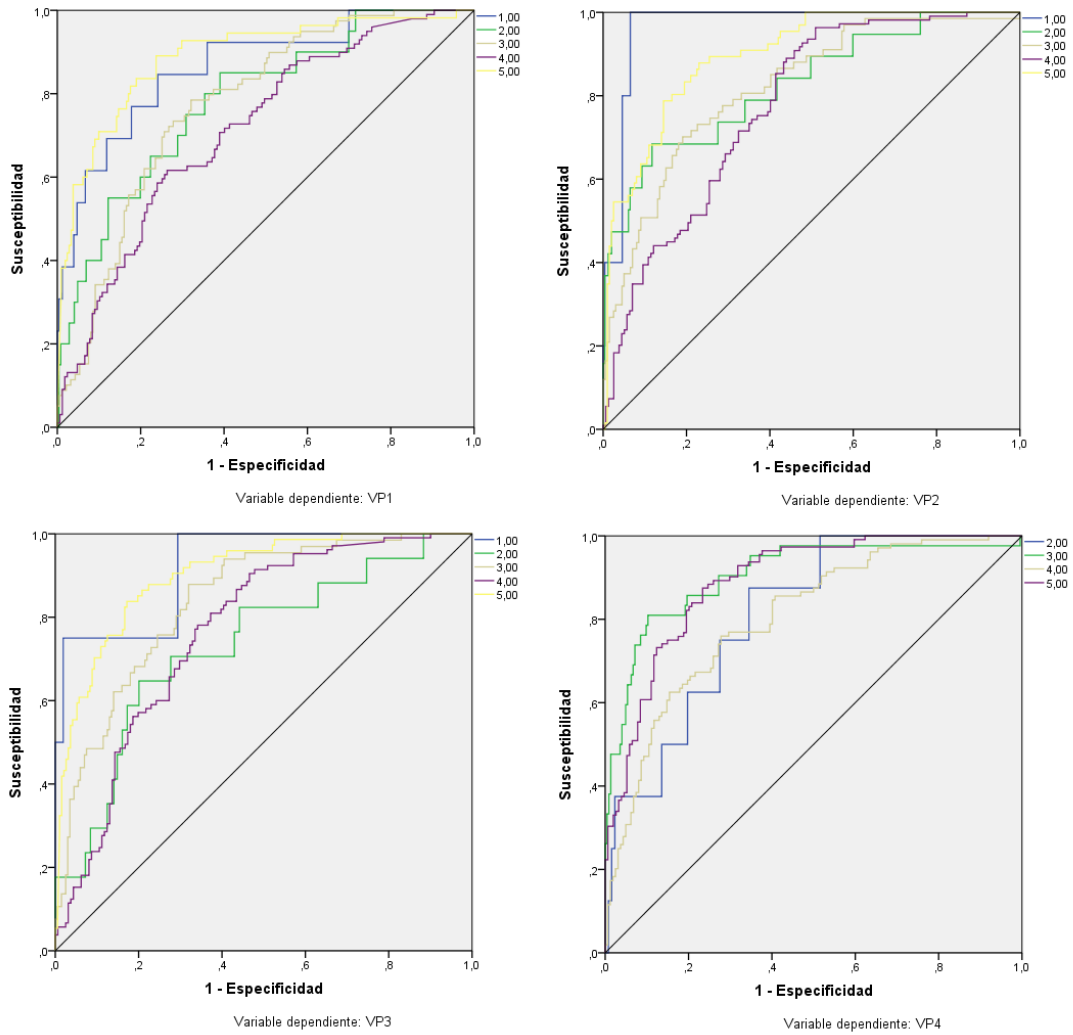 1,0
,8
,6
,4
,2
,0
Susceptibilidad
,0 ,2 ,4 ,6 ,8 1,0
1 - Especificidad
Variable dependiente: VP1
1,00
2,00
3,00
4,00
5,00
1,0
,8
,6
,4
,2
,0
Susceptibilidad
,0 ,2 ,4 ,6 ,8 1,0
1 - Especificidad
Variable dependiente: VP2
1,00
2,00
3,00
4,00
5,00
1,0
,8
,6
,4
,2
,0
Susceptibilidad
,0 ,2 ,4 ,6 ,8 1,0
1 - Especificidad
Variable dependiente: VP3
1,00
2,00
3,00
4,00
5,00
1,0
,8
,6
,4
,2
,0
Susceptibilidad
,0 ,2 ,4 ,6 ,8 1,0
1 - Especificidad
Variable dependiente: VP4
2,00
3,00
4,00
5,00